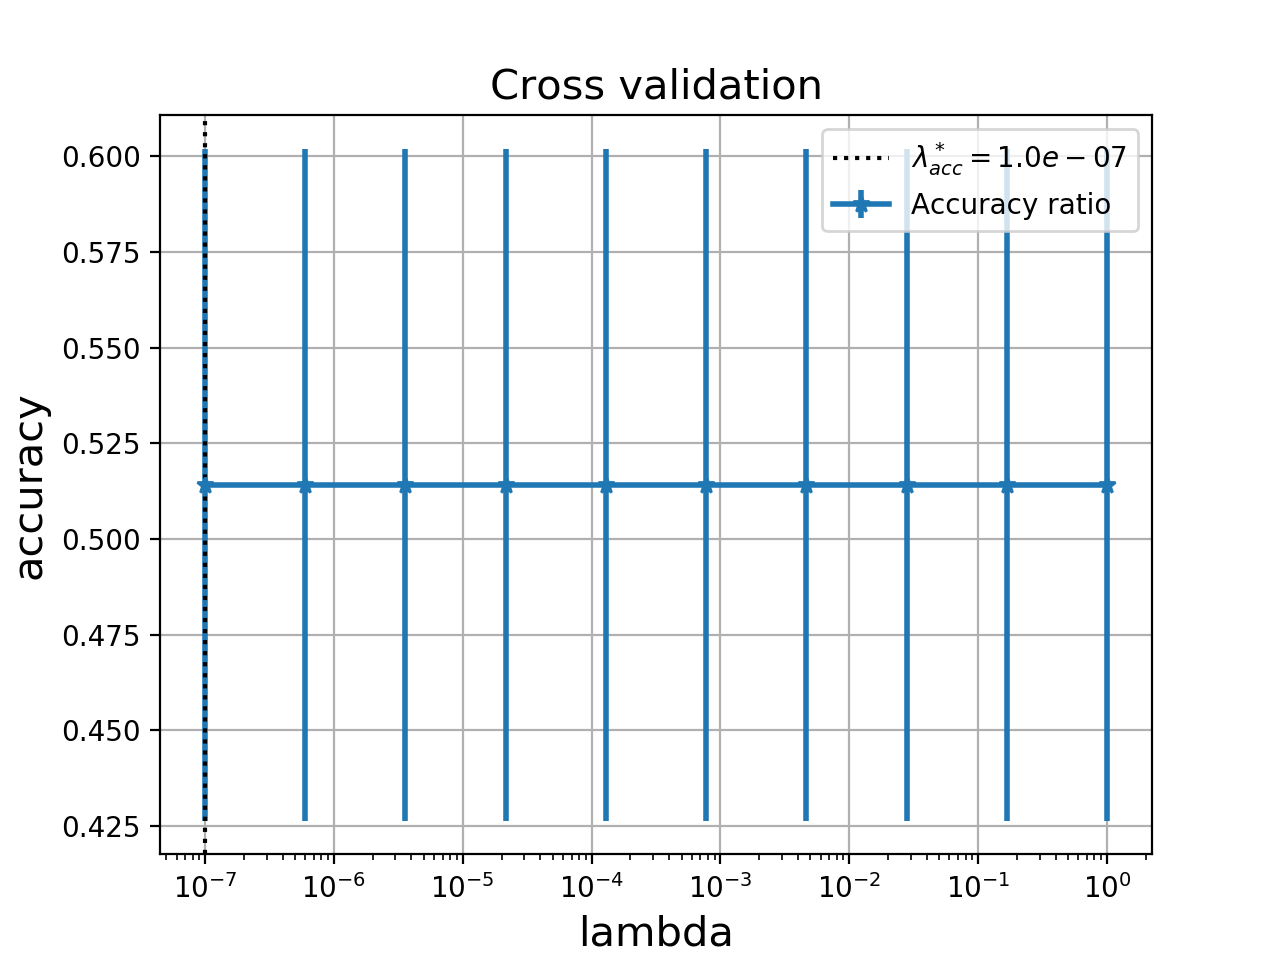 Cross validation
λ*acc = 1.0e − 07
Accuracy ratio
accuracy
0.600
0.575
0.550
0.525
0.500
0.475
0.450
0.425
10⁻⁷ 10⁻⁶ 10⁻⁵ 10⁻⁴ 10⁻³ 10⁻² 10⁻¹ 10⁰
lambda